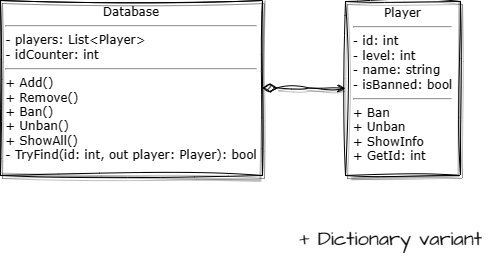 Database
- players: List<Player>
- idCounter: int
+ Add()
+ Remove()
+ Ban()
+ Unban()
+ ShowAll()
- TryFind(id: int, out player: Player): bool
Player
- id: int
- level: int
- name: string
- isBanned: bool
+ Ban
+ Unban
+ ShowInfo
+ GetId: int
+ Dictionary variant